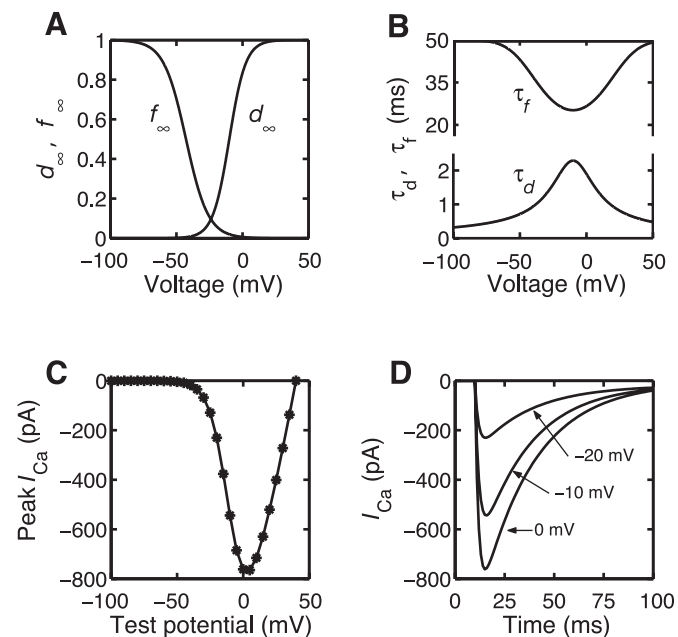 A
1
0.8
0.6
0.4
0.2
0
d∞, f∞
f∞
d∞
−100
−50
0
50
Voltage (mV)
B
50
35
20
2
1
0
τd, τf (ms)
τf
τd
−100
−50
0
50
Voltage (mV)
C
0
−200
−400
−600
−800
Peak ICa (pA)
−100
−50
0
50
Test potential (mV)
D
0
−200
−400
−600
−800
ICa (pA)
−20 mV
−10 mV
0 mV
0
25
50
75
100
Time (ms)